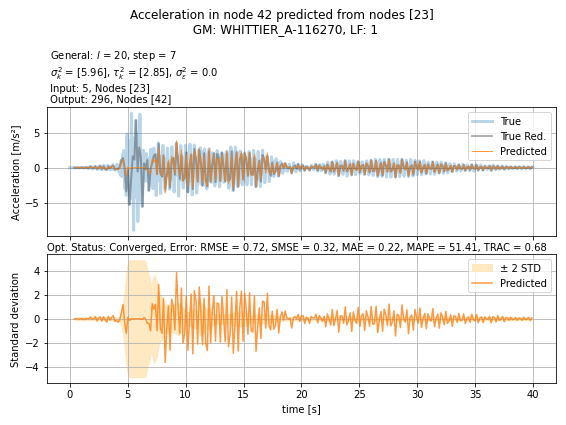 Acceleration in node 42 predicted from nodes [23]
GM: WHITTIER_A-116270, LF: 1
General: l = 20, step = 7
σ²ₖ = [5.96], τ²ₖ = [2.85], σ²ε = 0.0
Input: 5, Nodes [23]
Output: 296, Nodes [42]
True
True Red.
Predicted
Acceleration [m/s²]
5
0
−5
Opt. Status: Converged, Error: RMSE = 0.72, SMSE = 0.32, MAE = 0.22, MAPE = 51.41, TRAC = 0.68
± 2 STD
Predicted
Standard deviation
4
2
0
−2
−4
0 5 10 15 20 25 30 35 40
time [s]